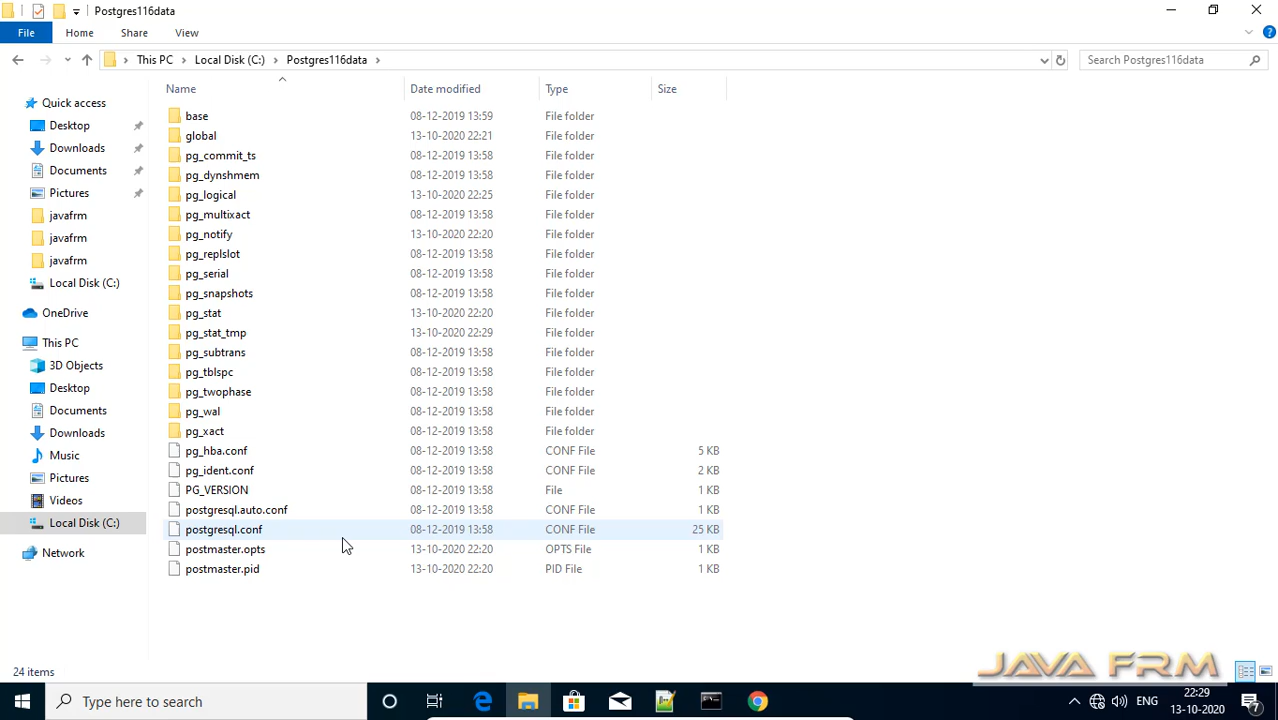 Postgres116data
File Home Share View
This PC Local Disk (C:) Postgres116data Search Postgres116data
Name Date modified Type Size
Quick access
Desktop
Downloads
Documents
Pictures
javafrm
javafrm
javafrm
Local Disk (C:)
OneDrive
This PC
3D Objects
Desktop
Documents
Downloads
Music
Pictures
Videos
Local Disk (C:)
Network
base 08-12-2019 13:59 File folder
global 13-10-2020 22:21 File folder
pg_commit_ts 08-12-2019 13:58 File folder
pg_dynshmem 08-12-2019 13:58 File folder
pg_logical 13-10-2020 22:25 File folder
pg_multixact 08-12-2019 13:58 File folder
pg_notify 13-10-2020 22:20 File folder
pg_replslot 08-12-2019 13:58 File folder
pg_serial 08-12-2019 13:58 File folder
pg_snapshots 08-12-2019 13:58 File folder
pg_stat 13-10-2020 22:20 File folder
pg_stat_tmp 13-10-2020 22:29 File folder
pg_subtrans 08-12-2019 13:58 File folder
pg_tblspc 08-12-2019 13:58 File folder
pg_twophase 08-12-2019 13:58 File folder
pg_wal 08-12-2019 13:58 File folder
pg_xact 08-12-2019 13:58 File folder
pg_hba.conf 08-12-2019 13:58 CONF File 5 KB
pg_ident.conf 08-12-2019 13:58 CONF File 2 KB
PG_VERSION 08-12-2019 13:58 File 1 KB
postgresql.auto.conf 08-12-2019 13:58 CONF File 1 KB
postgresql.conf 08-12-2019 13:58 CONF File 25 KB
postmaster.opts 13-10-2020 22:20 OPTS File 1 KB
postmaster.pid 13-10-2020 22:20 PID File 1 KB
24 items
JAVA FRM
Type here to search
ENG
22:29
13-10-2020
7